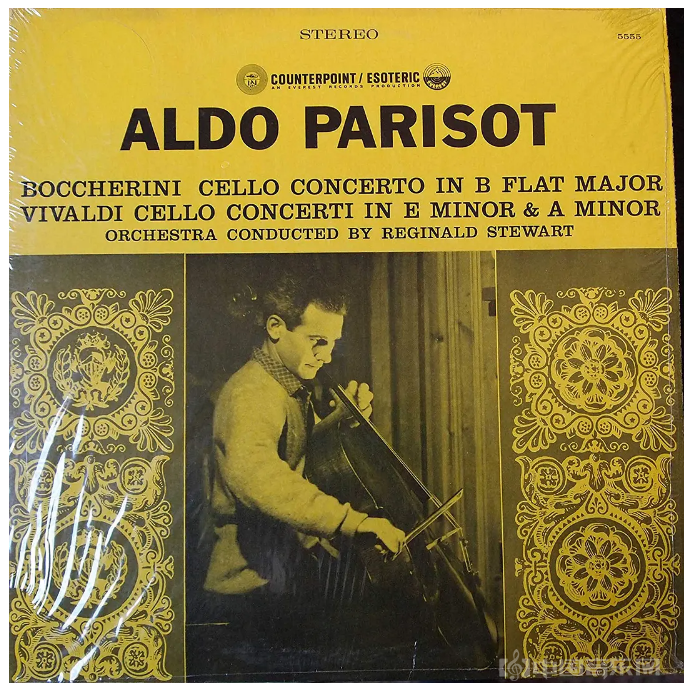 STEREO
5555
COUNTERPOINT / ESOTERIC
AN EVEREST RECORDS PRODUCTION
EVEREST
ALDO PARISOT
BOCCHERINI CELLO CONCERTO IN B FLAT MAJOR
VIVALDI CELLO CONCERTI IN E MINOR & A MINOR
ORCHESTRA CONDUCTED BY REGINALD STEWART